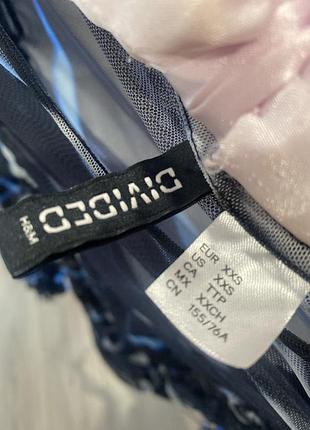 DIVIDED
H&M
EUR XXS
US XXS
CA TTP
MX XXCH
CN 155/76A